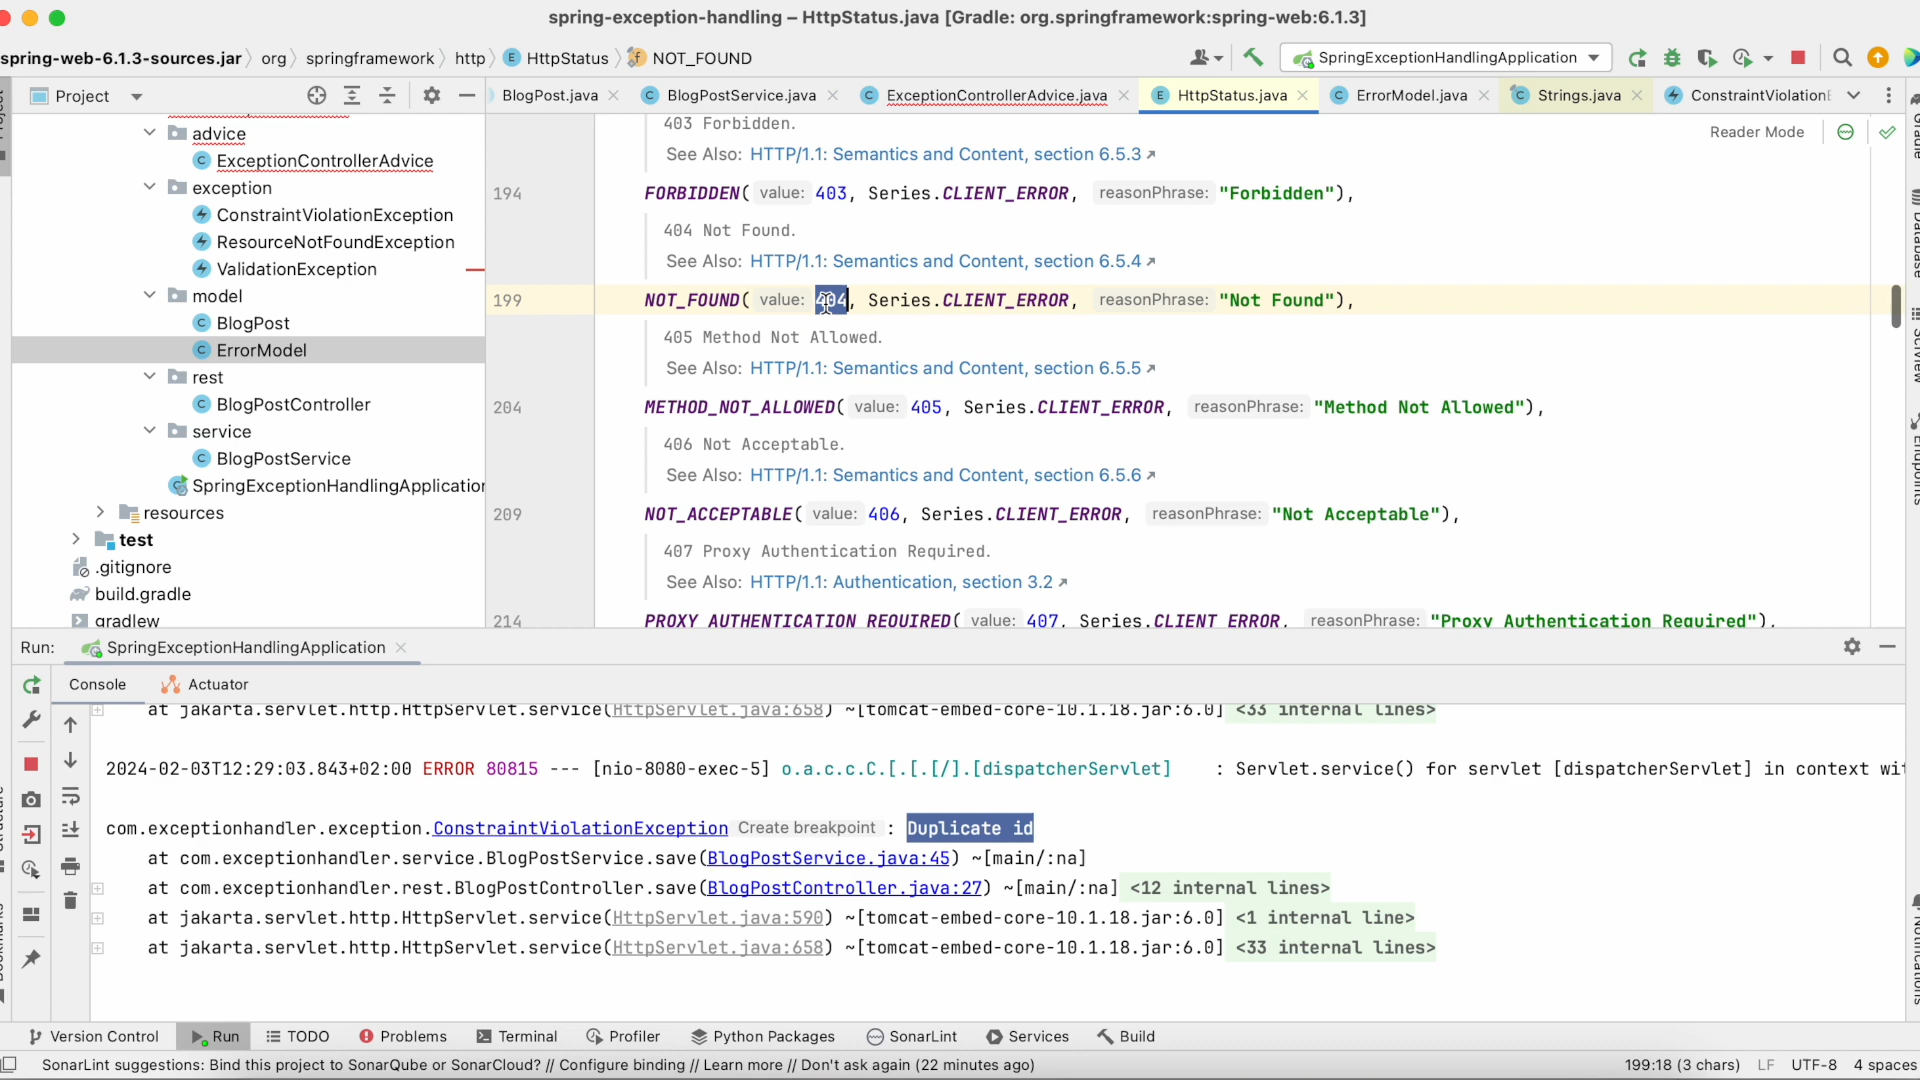 spring-exception-handling – HttpStatus.java [Gradle: org.springframework:spring-web:6.1.3]
spring-web-6.1.3-sources.jar org springframework http HttpStatus NOT_FOUND
SpringExceptionHandlingApplication
Project
BlogPost.java BlogPostService.java ExceptionControllerAdvice.java HttpStatus.java ErrorModel.java Strings.java ConstraintViolation
advice
ExceptionControllerAdvice
exception
ConstraintViolationException
ResourceNotFoundException
ValidationException
model
BlogPost
ErrorModel
rest
BlogPostController
service
BlogPostService
SpringExceptionHandlingApplication
resources
test
.gitignore
build.gradle
gradlew
Reader Mode
403 Forbidden.
See Also: HTTP/1.1: Semantics and Content, section 6.5.3
194 FORBIDDEN( value: 403, Series.CLIENT_ERROR, reasonPhrase: "Forbidden"),
404 Not Found.
See Also: HTTP/1.1: Semantics and Content, section 6.5.4
199 NOT_FOUND( value: 404, Series.CLIENT_ERROR, reasonPhrase: "Not Found"),
405 Method Not Allowed.
See Also: HTTP/1.1: Semantics and Content, section 6.5.5
204 METHOD_NOT_ALLOWED( value: 405, Series.CLIENT_ERROR, reasonPhrase: "Method Not Allowed"),
406 Not Acceptable.
See Also: HTTP/1.1: Semantics and Content, section 6.5.6
209 NOT_ACCEPTABLE( value: 406, Series.CLIENT_ERROR, reasonPhrase: "Not Acceptable"),
407 Proxy Authentication Required.
See Also: HTTP/1.1: Authentication, section 3.2
214 PROXY_AUTHENTICATION_REQUIRED( value: 407, Series.CLIENT_ERROR, reasonPhrase: "Proxy Authentication Required"),
Gradle
Database
Endpoints
Notifications
Run: SpringExceptionHandlingApplication
Console Actuator
at jakarta.servlet.http.HttpServlet.service(HttpServlet.java:658) ~[tomcat-embed-core-10.1.18.jar:6.0] <33 internal lines>
2024-02-03T12:29:03.843+02:00 ERROR 80815 --- [nio-8080-exec-5] o.a.c.c.C.[.[.[/].[dispatcherServlet] : Servlet.service() for servlet [dispatcherServlet] in context wi
com.exceptionhandler.exception.ConstraintViolationException Create breakpoint : Duplicate id
at com.exceptionhandler.service.BlogPostService.save(BlogPostService.java:45) ~[main/:na]
at com.exceptionhandler.rest.BlogPostController.save(BlogPostController.java:27) ~[main/:na] <12 internal lines>
at jakarta.servlet.http.HttpServlet.service(HttpServlet.java:590) ~[tomcat-embed-core-10.1.18.jar:6.0] <1 internal line>
at jakarta.servlet.http.HttpServlet.service(HttpServlet.java:658) ~[tomcat-embed-core-10.1.18.jar:6.0] <33 internal lines>
Version Control Run TODO Problems Terminal Profiler Python Packages SonarLint Services Build
SonarLint suggestions: Bind this project to SonarQube or SonarCloud? // Configure binding // Learn more // Don't ask again (22 minutes ago) 199:18 (3 chars) LF UTF-8 4 spaces